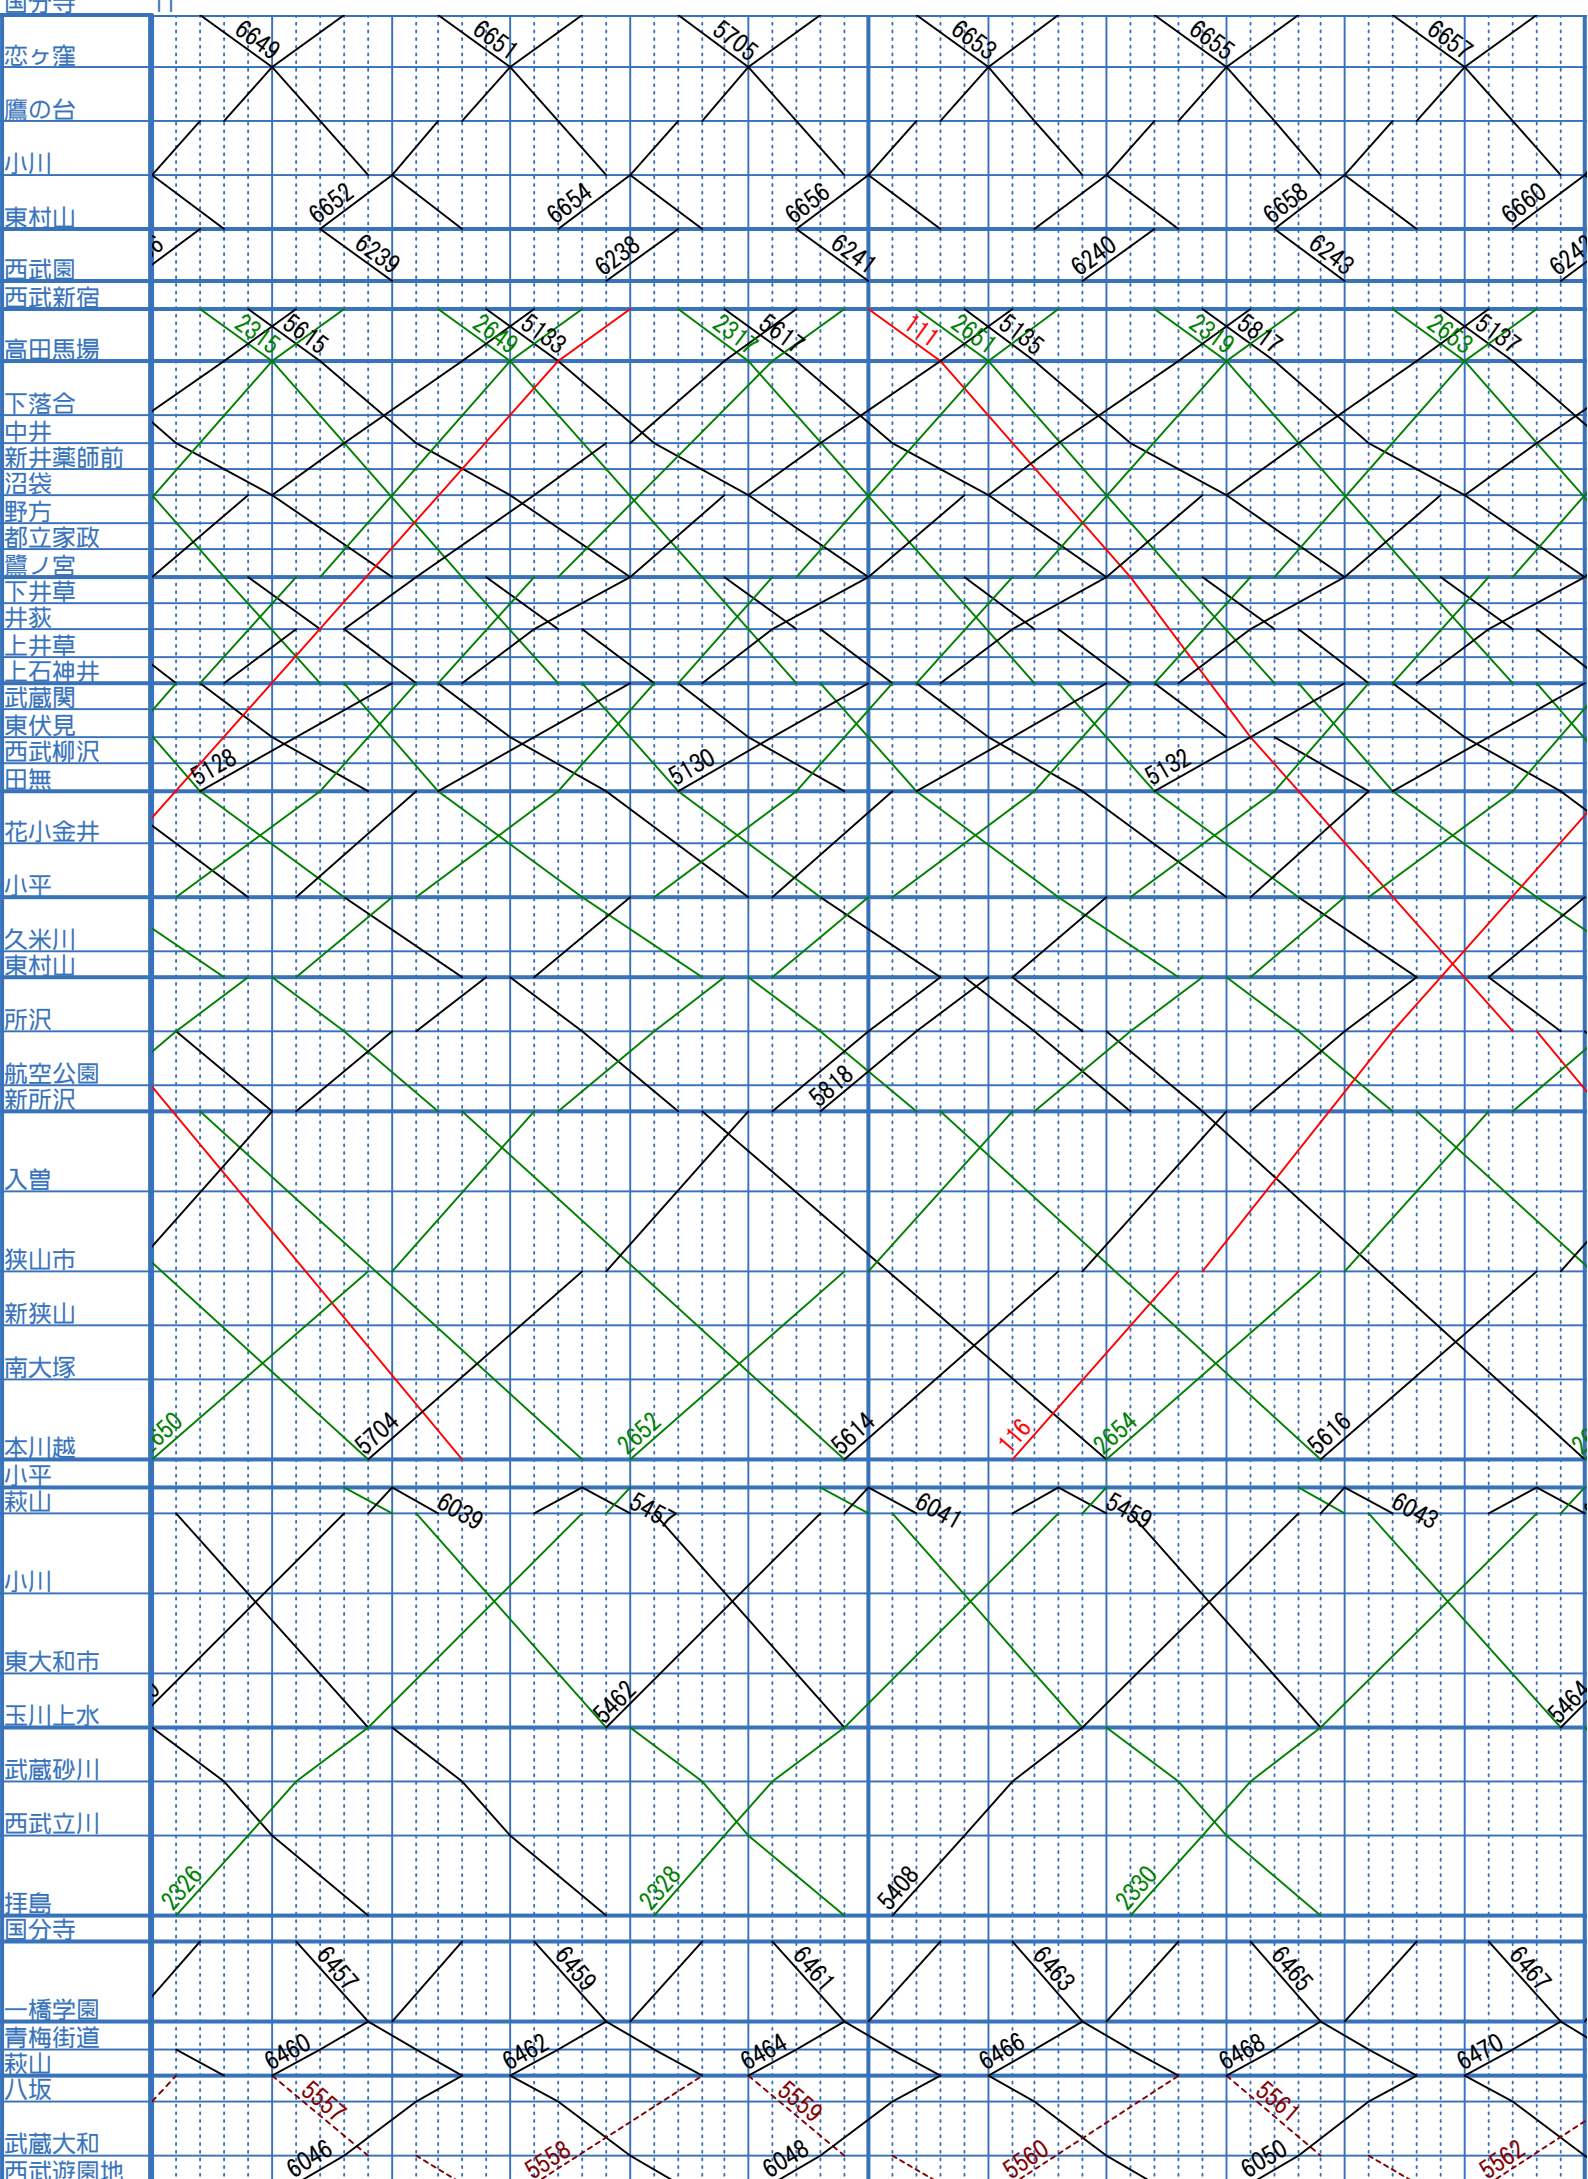 国分寺 11
恋ヶ窪 6649 6651 5705 6653 6655 6657
鷹の台
小川
東村山 6652 6654 6656 6658 6660
西武園 6239 6238 6241 6240 6243 6242
西武新宿
高田馬場 2315 5615 2649 5133 2317 5617 111 2651 5135 2319 5817 2653 5137
下落合
中井
新井薬師前
沼袋
野方
都立家政
鷺ノ宮
下井草
井荻
上井草
上石神井
武蔵関
東伏見
西武柳沢
田無 5128 5130 5132
花小金井
小平
久米川
東村山
所沢
航空公園
新所沢 5818
入曽
狭山市
新狭山
南大塚
本川越 2650 5704 2652 5614 116 2654 5616
小平
萩山 6039 5457 6041 5459 6043
小川
東大和市
玉川上水 5462 5464
武蔵砂川
西武立川
拝島 2326 2328 5408 2330
国分寺
一橋学園 6457 6459 6461 6463 6465 6467
青梅街道
萩山 6460 6462 6464 6466 6468 6470
八坂 5557 5559 5561
武蔵大和 6046 5558 6048 5560 6050 5562
西武遊園地